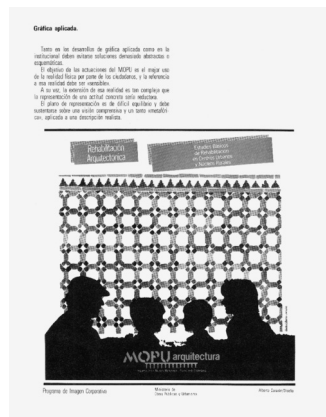 Gráfica aplicada.
Tanto en los desarrollos de gráfica aplicada como en la
institucional deben evitarse soluciones demasiado abstractas o
esquemáticas.
El objetivo de las actuaciones del MOPU es el mejor uso
de la realidad física por parte de los ciudadanos, y la referencia
a esa realidad debe ser «sensible».
A su vez, la extensión de esa realidad es tan compleja que
la representación de una actitud concreta sería reductora.
El plano de representación es de difícil equilibrio y debe
sustentarse sobre una visión comprensiva y un tanto «metafóri-
ca», aplicada a una descripción realista.
Rehabilitación
Arquitectónica
Estudios Básicos
de Rehabilitación
en Centros Urbanos
y Núcleos Rurales
MOPU arquitectura
Programa de Imagen Corporativa
Ministerio de
Obras Públicas y Urbanismo